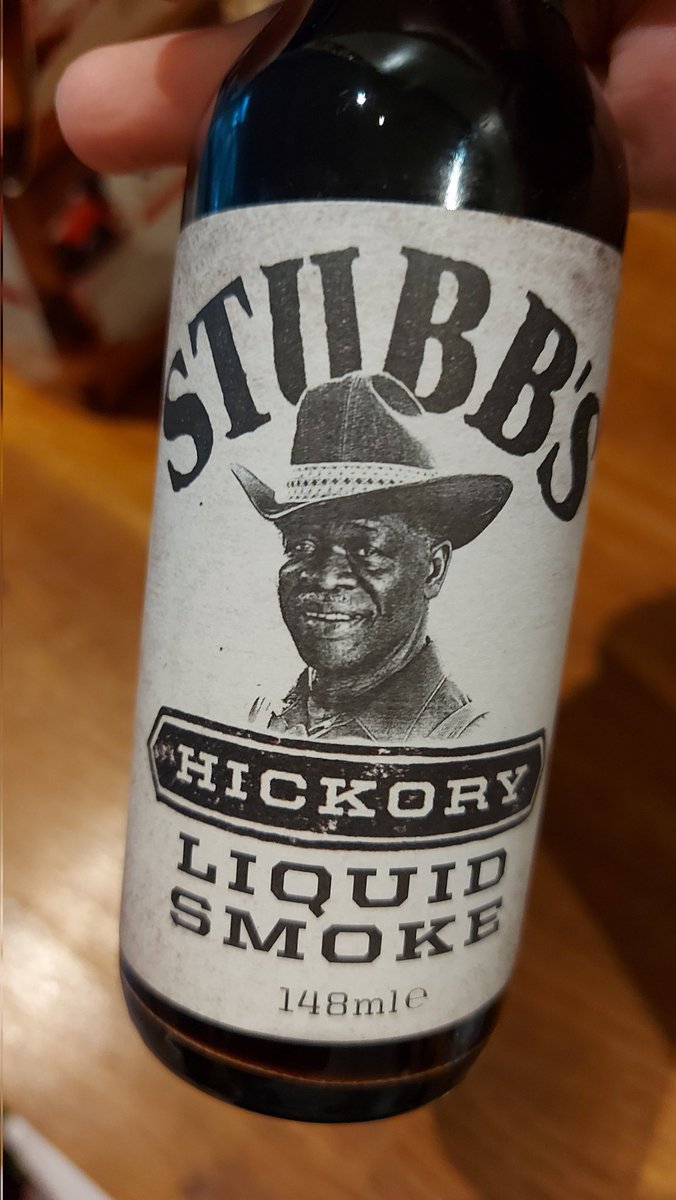 STUBB'S
HICKORY
LIQUID
SMOKE
148ml℮